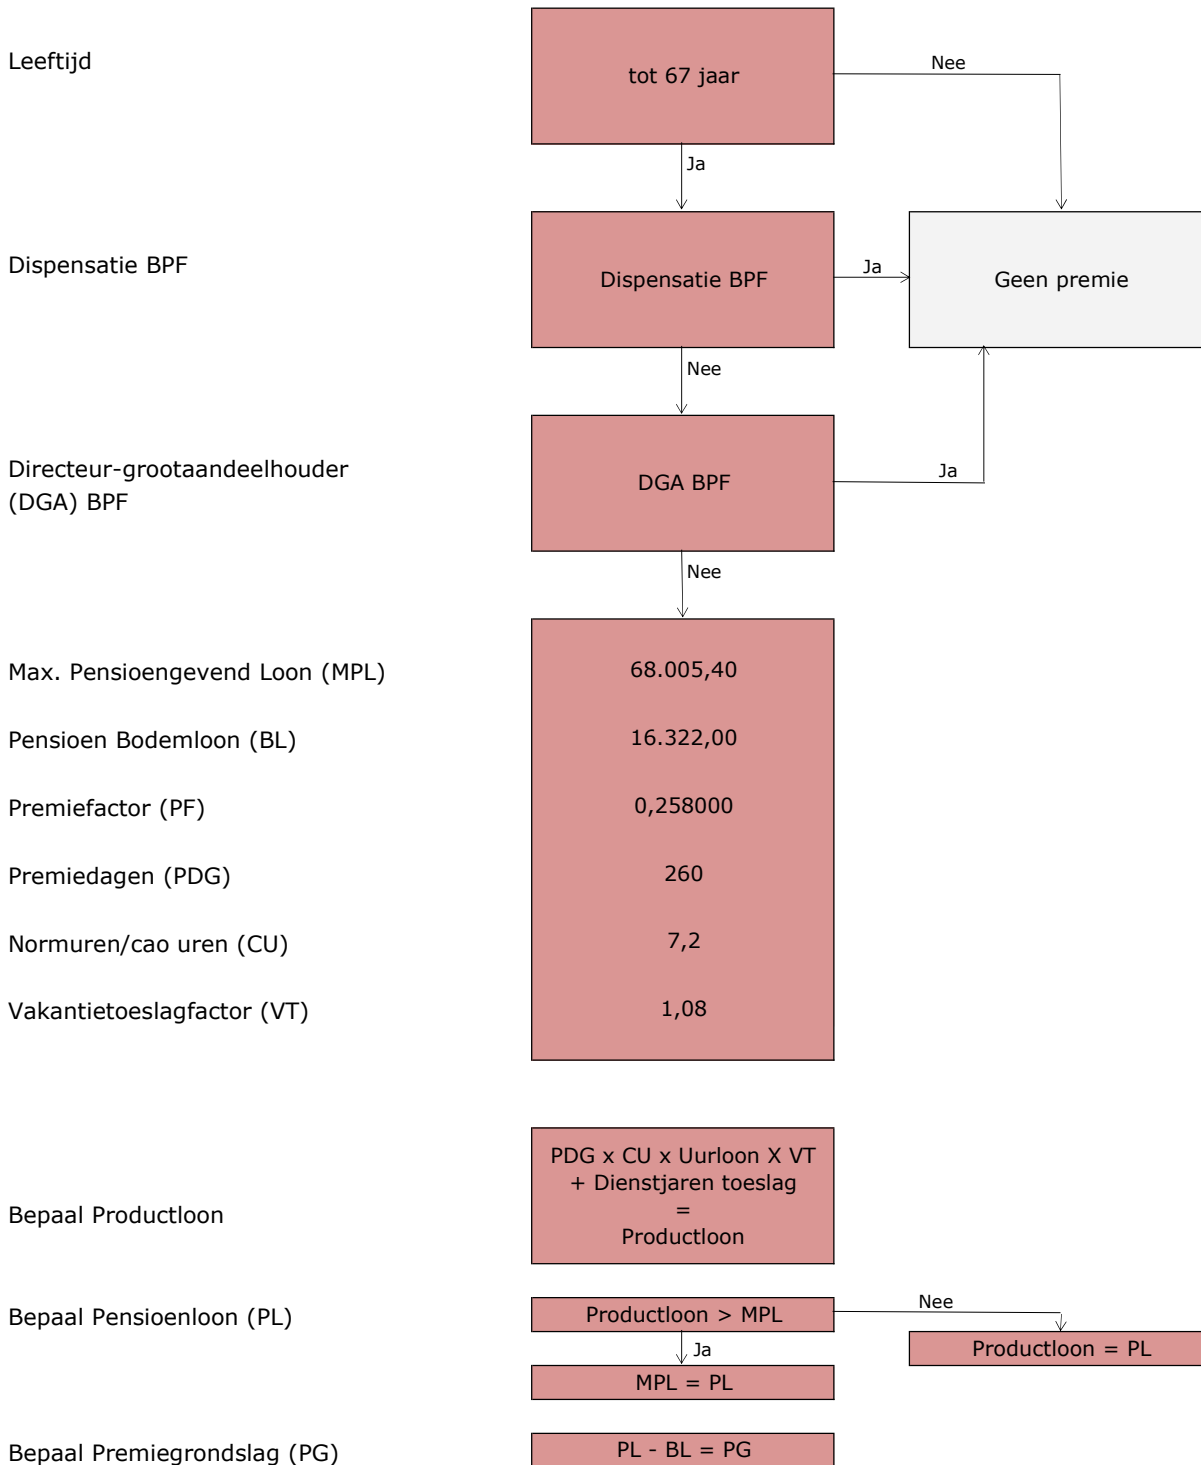 Leeftijd
tot 67 jaar
Nee
Ja
Dispensatie BPF
Dispensatie BPF
Ja
Geen premie
Nee
Directeur-grootaandeelhouder
(DGA) BPF
DGA BPF
Ja
Nee
Max. Pensioengevend Loon (MPL)
68.005,40
Pensioen Bodemloon (BL)
16.322,00
Premiefactor (PF)
0,258000
Premiedagen (PDG)
260
Normuren/cao uren (CU)
7,2
Vakantietoeslagfactor (VT)
1,08
Bepaal Productloon
PDG x CU x Uurloon X VT
+ Dienstjaren toeslag
=
Productloon
Bepaal Pensioenloon (PL)
Productloon > MPL
Nee
Productloon = PL
Ja
MPL = PL
Bepaal Premiegrondslag (PG)
PL - BL = PG